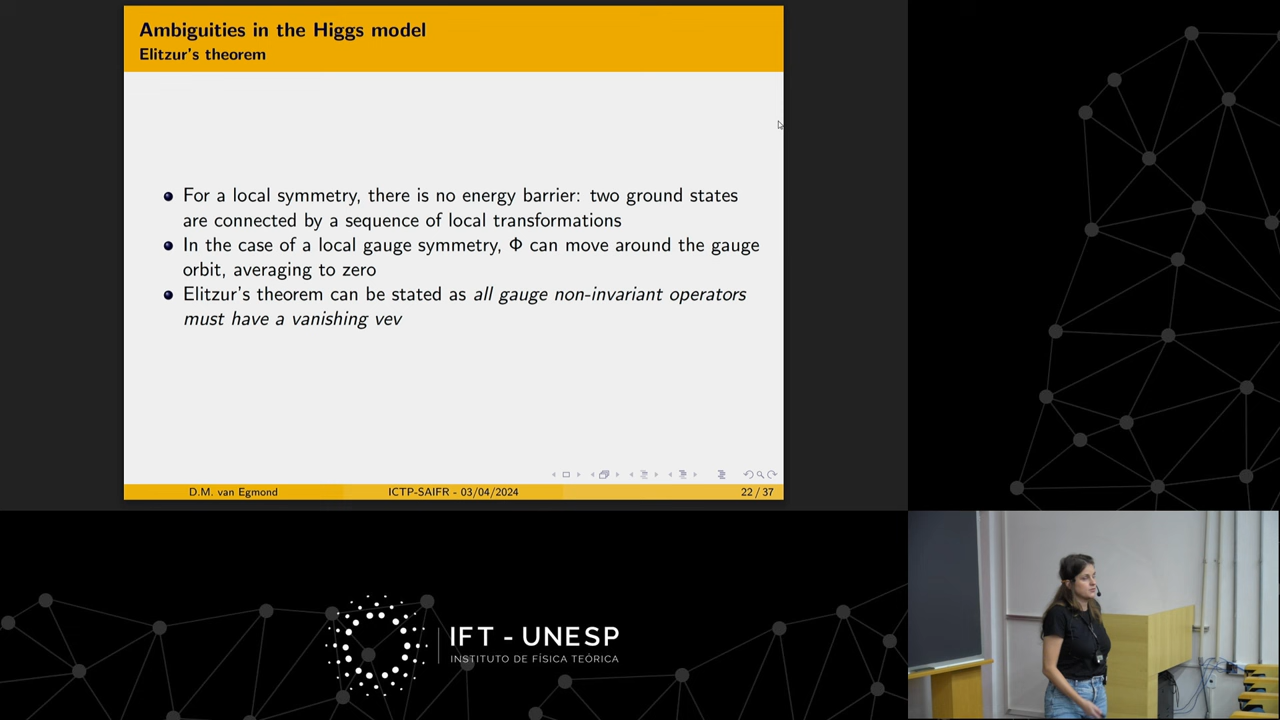 Ambiguities in the Higgs model
Elitzur's theorem
For a local symmetry, there is no energy barrier: two ground states
are connected by a sequence of local transformations
In the case of a local gauge symmetry, Φ can move around the gauge
orbit, averaging to zero
Elitzur's theorem can be stated as all gauge non-invariant operators
must have a vanishing vev
D.M. van Egmond
ICTP-SAIFR - 03/04/2024
22 / 37
IFT - UNESP
INSTITUTO DE FÍSICA TEÓRICA